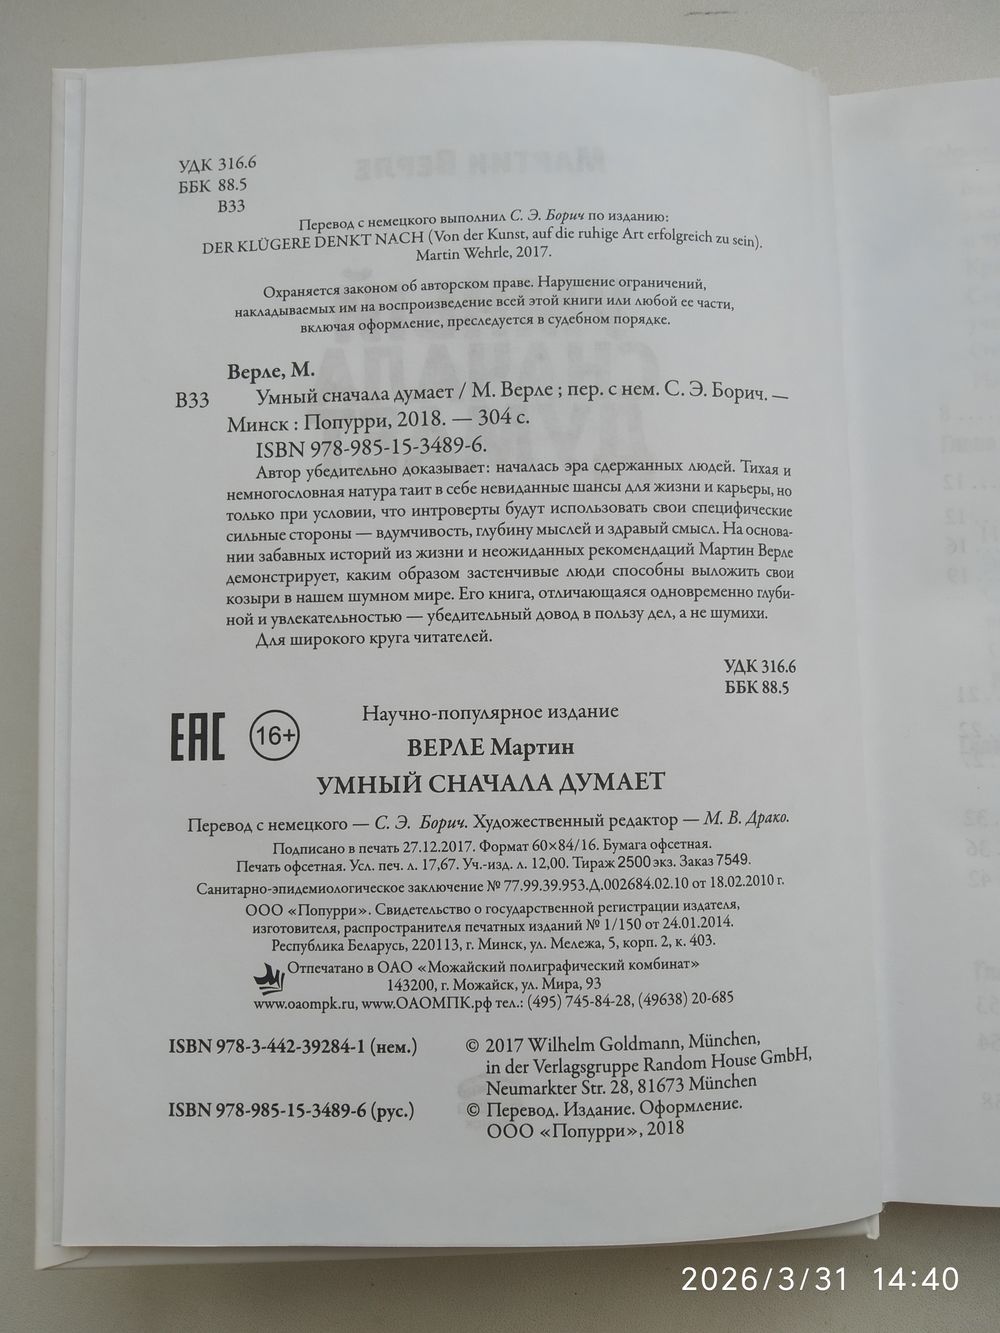 УДК 316.6
ББК 88.5
В33
Перевод с немецкого выполнил С. Э. Борич по изданию:
DER KLÜGERE DENKT NACH (Von der Kunst, auf die ruhige Art erfolgreich zu sein).
Martin Wehrle, 2017.
Охраняется законом об авторском праве. Нарушение ограничений,
накладываемых им на воспроизведение всей этой книги или любой ее части,
включая оформление, преследуется в судебном порядке.
Верле, М.
В33 Умный сначала думает / М. Верле ; пер. с нем. С. Э. Борич. —
Минск : Попурри, 2018. — 304 с.
ISBN 978-985-15-3489-6.
Автор убедительно доказывает: началась эра сдержанных людей. Тихая и
немногословная натура таит в себе невиданные шансы для жизни и карьеры, но
только при условии, что интроверты будут использовать свои специфические
сильные стороны — вдумчивость, глубину мыслей и здравый смысл. На основа-
нии забавных историй из жизни и неожиданных рекомендаций Мартин Верле
демонстрирует, каким образом застенчивые люди способны выложить свои
козыри в нашем шумном мире. Его книга, отличающаяся одновременно глуби-
ной и увлекательностью — убедительный довод в пользу дел, а не шумихи.
Для широкого круга читателей.
УДК 316.6
ББК 88.5
EAC 16+
Научно-популярное издание
ВЕРЛЕ Мартин
УМНЫЙ СНАЧАЛА ДУМАЕТ
Перевод с немецкого — С. Э. Борич. Художественный редактор — М. В. Драко.
Подписано в печать 27.12.2017. Формат 60×84/16. Бумага офсетная.
Печать офсетная. Усл. печ. л. 17,67. Уч.-изд. л. 12,00. Тираж 2500 экз. Заказ 7549.
Санитарно-эпидемиологическое заключение № 77.99.39.953.Д.002684.02.10 от 18.02.2010 г.
ООО «Попурри». Свидетельство о государственной регистрации издателя,
изготовителя, распространителя печатных изданий № 1/150 от 24.01.2014.
Республика Беларусь, 220113, г. Минск, ул. Мележа, 5, корп. 2, к. 403.
Отпечатано в ОАО «Можайский полиграфический комбинат»
143200, г. Можайск, ул. Мира, 93
www.oaompk.ru, www.ОАОМПК.рф тел.: (495) 745-84-28, (49638) 20-685
ISBN 978-3-442-39284-1 (нем.)
© 2017 Wilhelm Goldmann, München,
in der Verlagsgruppe Random House GmbH,
Neumarkter Str. 28, 81673 München
ISBN 978-985-15-3489-6 (рус.)
© Перевод. Издание. Оформление.
ООО «Попурри», 2018
2026/3/31 14:40